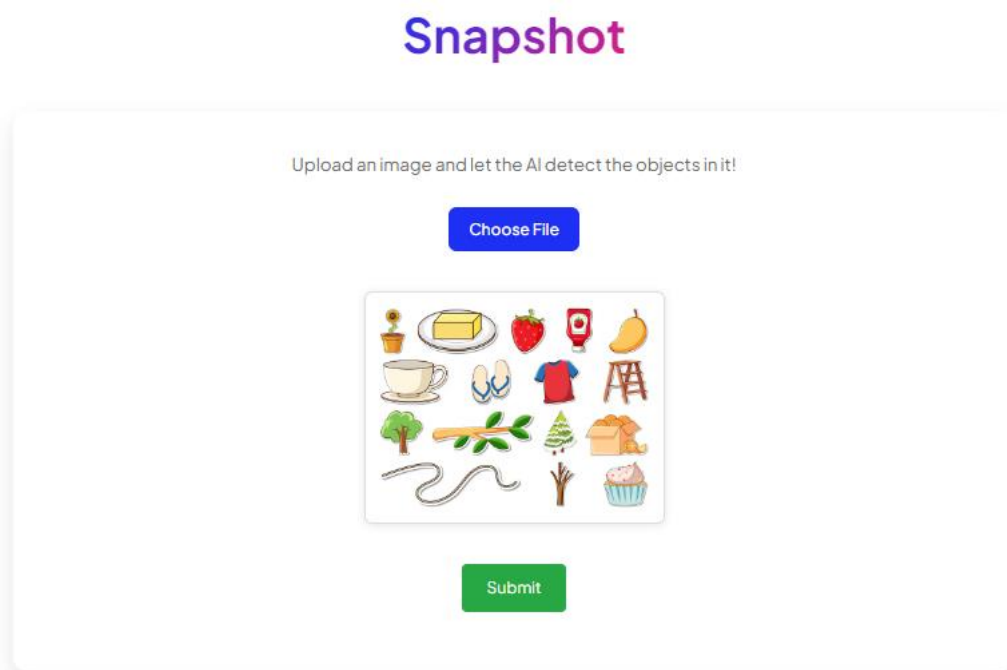 Snapshot
Upload an image and let the AI detect the objects in it!
Choose File
Submit